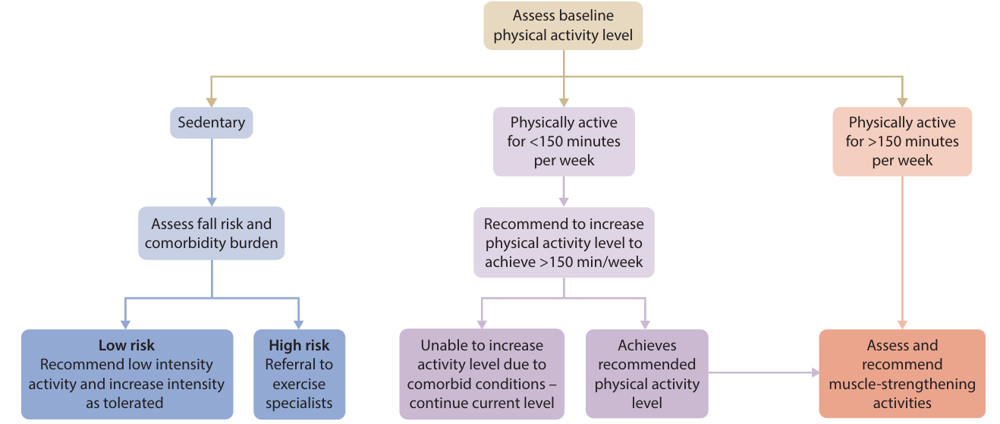 Assess baseline
physical activity level
Sedentary
Physically active
for <150 minutes
per week
Physically active
for >150 minutes
per week
Assess fall risk and
comorbidity burden
Recommend to increase
physical activity level to
achieve >150 min/week
Low risk
Recommend low intensity
activity and increase intensity
as tolerated
High risk
Referral to
exercise
specialists
Unable to increase
activity level due to
comorbid conditions –
continue current level
Achieves
recommended
physical activity
level
Assess and
recommend
muscle-strengthening
activities